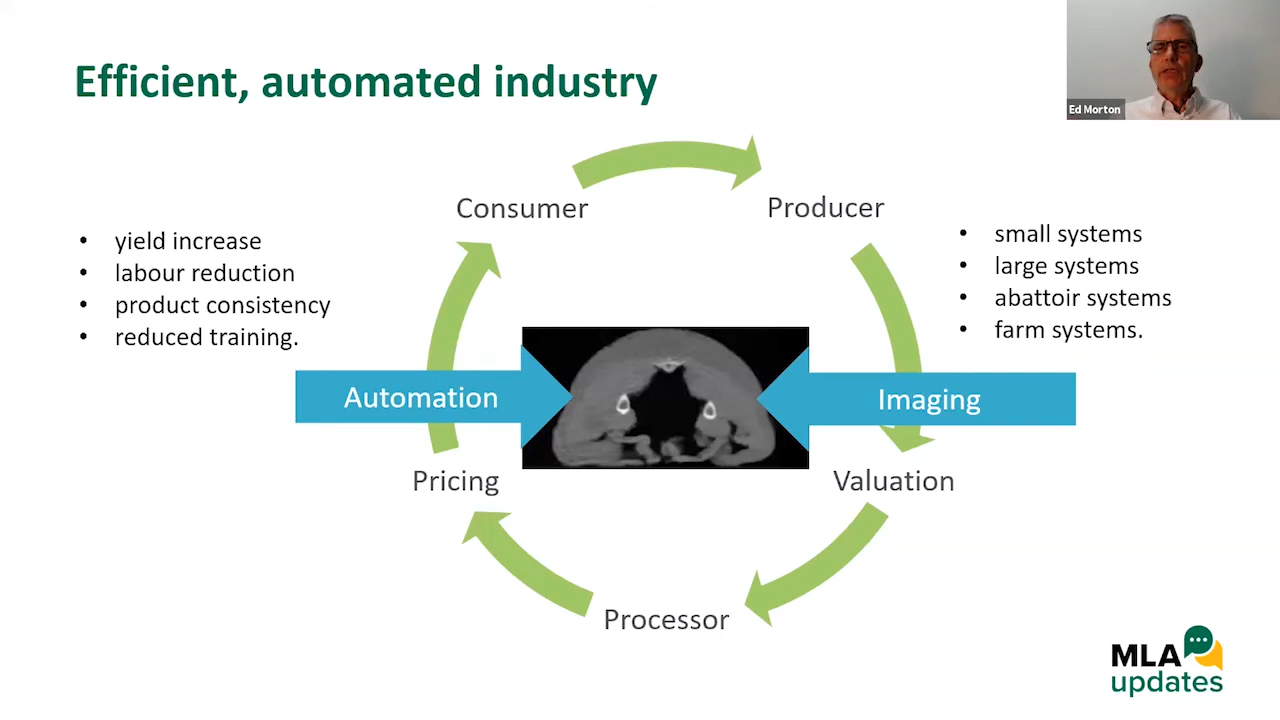 Efficient, automated industry
Ed Morton
Consumer
Producer
• yield increase
• labour reduction
• product consistency
• reduced training.
• small systems
• large systems
• abattoir systems
• farm systems.
Automation
Imaging
Pricing
Valuation
Processor
MLA
updates